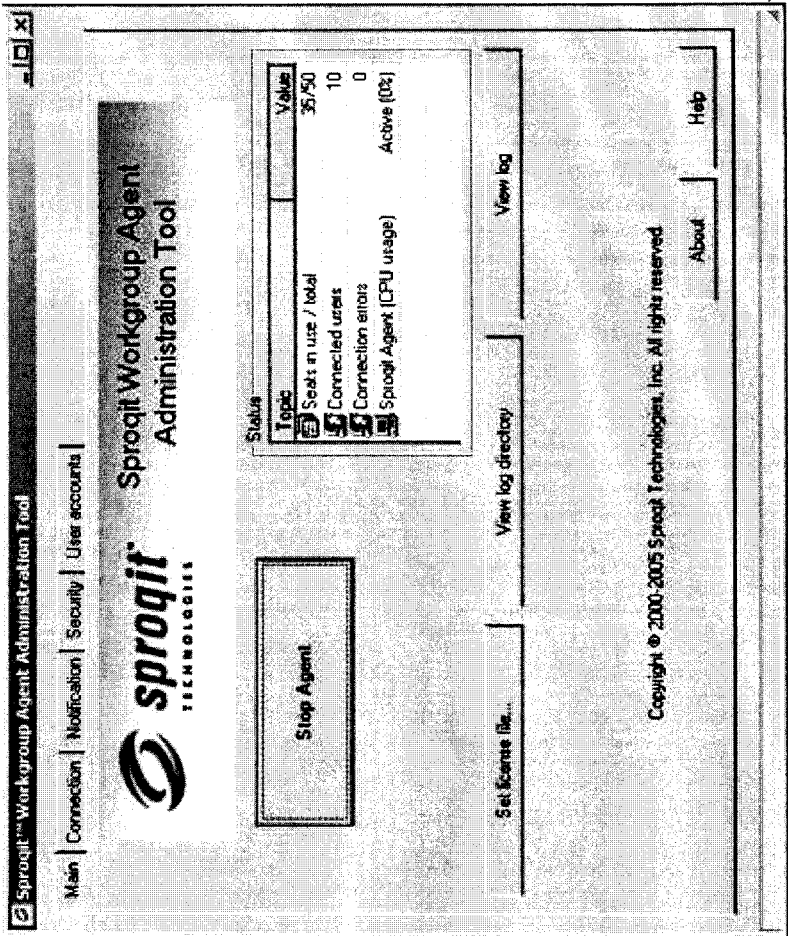 Sproqit™ Workgroup Agent Administration Tool
Main Connection Notification Security User accounts
sproqit™
TECHNOLOGIES
Sproqit Workgroup Agent
Administration Tool
Stop Agent
Status
Topic Value
Seats in use / total 35/50
Connected users 10
Connection errors 0
Sproqit Agent (CPU usage) Active (0%)
Set license file... View log directory View log
Copyright © 2000-2005 Sproqit Technologies, Inc. All rights reserved.
About Help